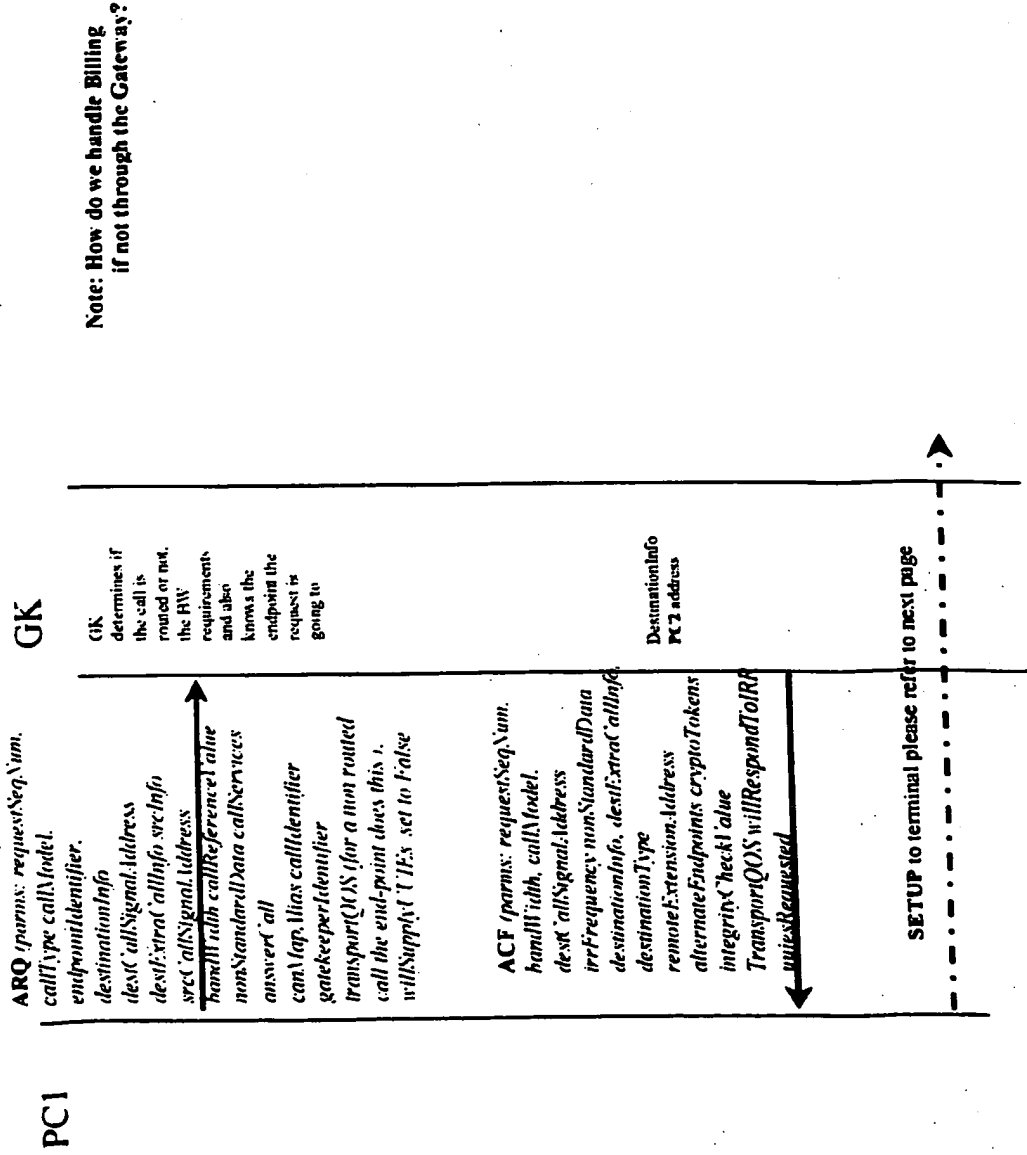 PC1
GK
Note: How do we handle Billing
if not through the Gateway?
ARQ (parms: requestSeqNum,
callType callModel,
endpointIdentifier,
destinationInfo
destCallSignalAddress
destExtraCallInfo srcInfo
srcCallSignalAddress
bandWidth callReferenceValue
nonStandardData callServices
answerCall
canMapAlias callIdentifier
gatekeeperIdentifier
transportQOS (for a non routed
call the end-point does this ),
willSupplyUUIEs set to False
GK
determines if
the call is
routed or not,
the BW
requirements
and also
knows the
endpoint the
request is
going to
ACF (parms: requestSeqNum,
bandWidth, callModel,
destCallSignalAddress
irrFrequency nonStandardData
destinationInfo, destExtraCallInfo,
destinationType
remoteExtensionAddress
alternateEndpoints cryptoTokens
integrityCheckValue
TransportQOS willRespondToIRR
uuiesRequested
DestinationInfo
PC2 address
SETUP to terminal please refer to next page